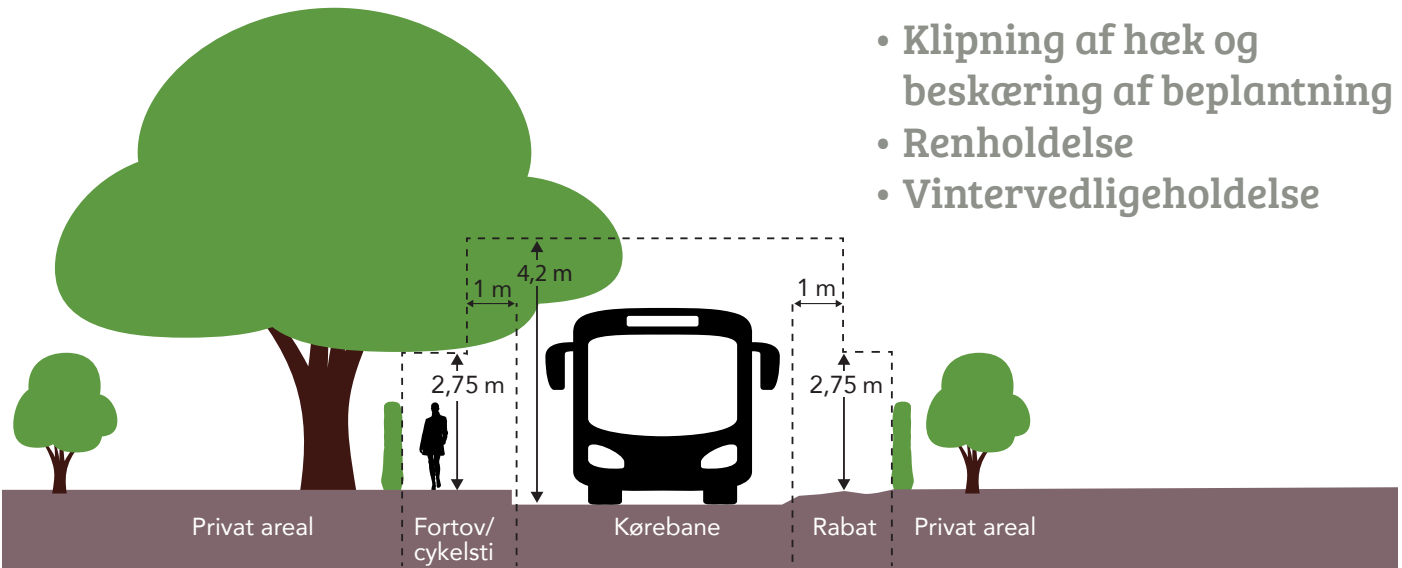 • Klipning af hæk og
beskæring af beplantning
• Renholdelse
• Vintervedligeholdelse
4,2 m
1 m
1 m
2,75 m
2,75 m
Privat areal
Fortov/
cykelsti
Kørebane
Rabat
Privat areal